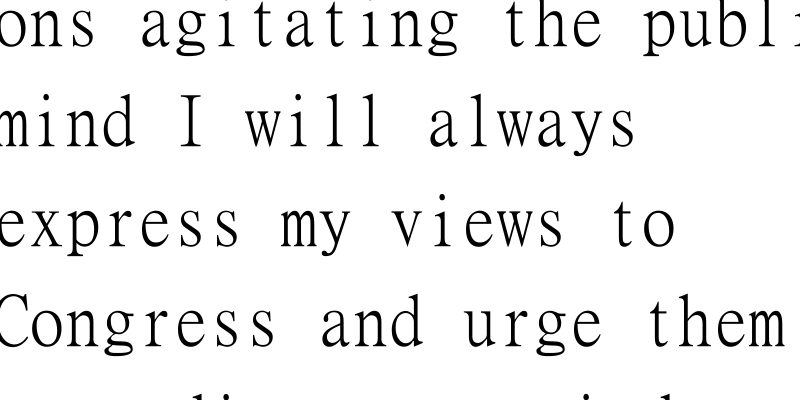 ons agitating the publi
mind I will always
express my views to
Congress and urge them